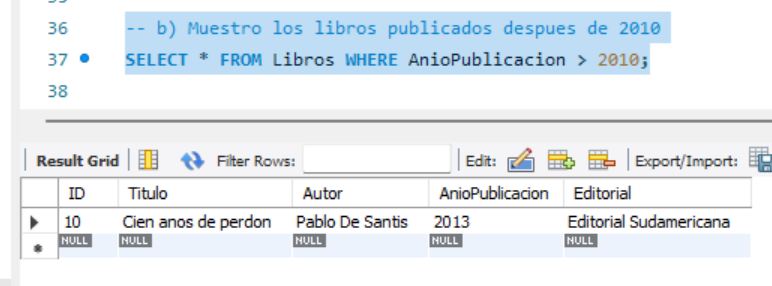 36 -- b) Muestro los libros publicados despues de 2010
37 SELECT * FROM Libros WHERE AnioPublicacion > 2010;
38
Result Grid Filter Rows: Edit: Export/Import:
ID Titulo Autor AnioPublicacion Editorial
10 Cien anos de perdon Pablo De Santis 2013 Editorial Sudamericana
NULL NULL NULL NULL NULL